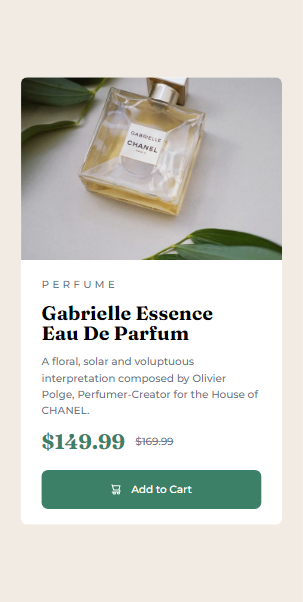 GABRIELLE
CHANEL
PARIS
PERFUME
Gabrielle Essence
Eau De Parfum
A floral, solar and voluptuous
interpretation composed by Olivier
Polge, Perfumer-Creator for the House of
CHANEL.
$149.99 $169.99
Add to Cart